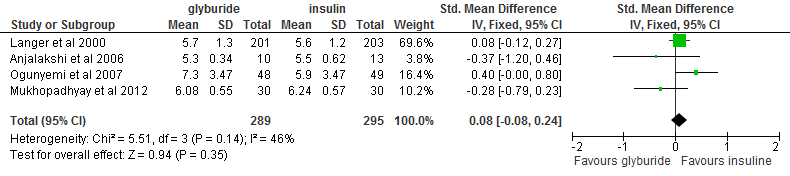 glyburide insulin Std. Mean Difference Std. Mean Difference
Study or Subgroup Mean SD Total Mean SD Total Weight IV, Fixed, 95% CI IV, Fixed, 95% CI
Langer et al 2000 5.7 1.3 201 5.6 1.2 203 69.6% 0.08 [-0.12, 0.27]
Anjalakshi et al 2006 5.3 0.34 10 5.5 0.62 13 3.8% -0.37 [-1.20, 0.46]
Ogunyemi et al 2007 7.3 3.47 48 5.9 3.47 49 16.4% 0.40 [-0.00, 0.80]
Mukhopadhyay et al 2012 6.08 0.55 30 6.24 0.57 30 10.2% -0.28 [-0.79, 0.23]
Total (95% CI) 289 295 100.0% 0.08 [-0.08, 0.24]
Heterogeneity: Chi² = 5.51, df = 3 (P = 0.14); I² = 46%
Test for overall effect: Z = 0.94 (P = 0.35)
-2 -1 0 1 2
Favours glyburide Favours insuline